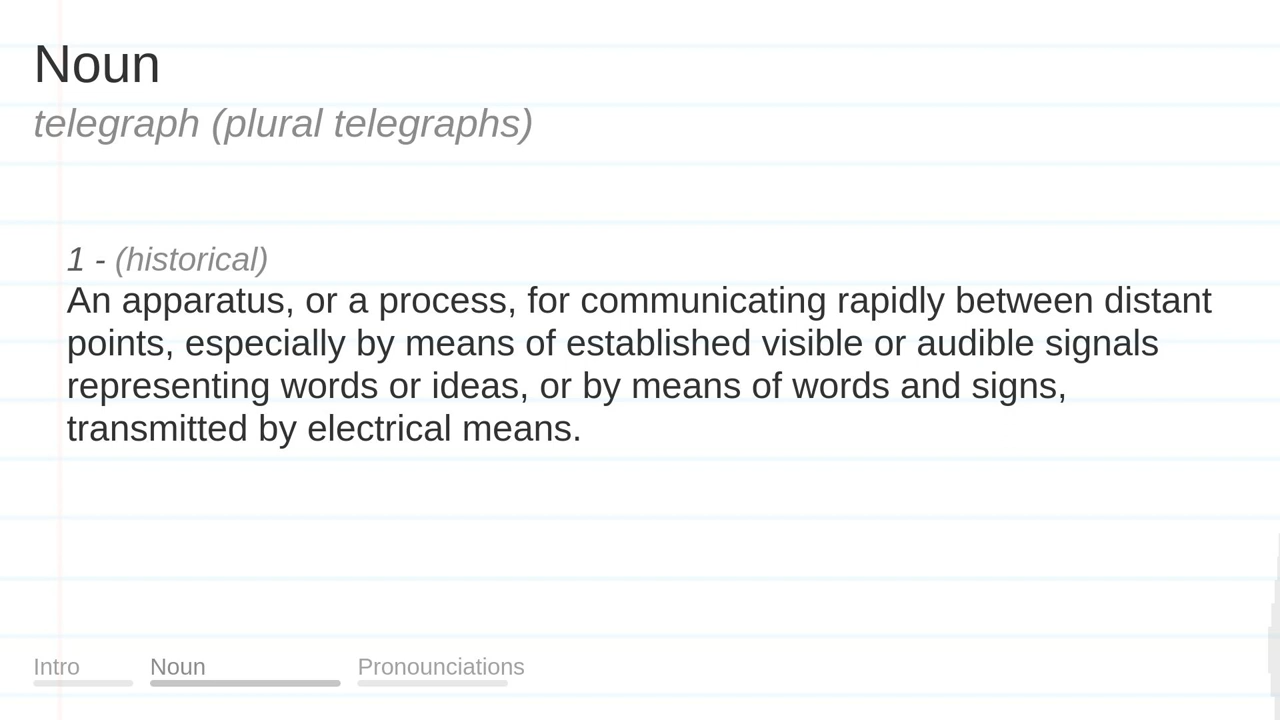 Noun
telegraph (plural telegraphs)
1 - (historical)
An apparatus, or a process, for communicating rapidly between distant
points, especially by means of established visible or audible signals
representing words or ideas, or by means of words and signs,
transmitted by electrical means.
Intro Noun Pronounciations